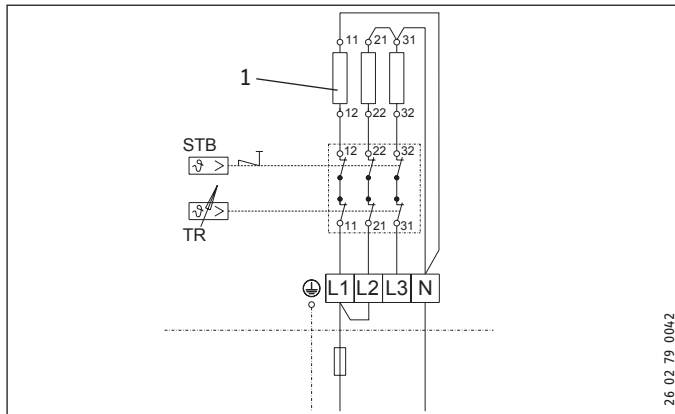 11 21 31
1
12 22 32
STB
12 22 32
ϑ >
ϑ >
TR
11 21 31
L1 L2 L3 N
26 02 79 0042